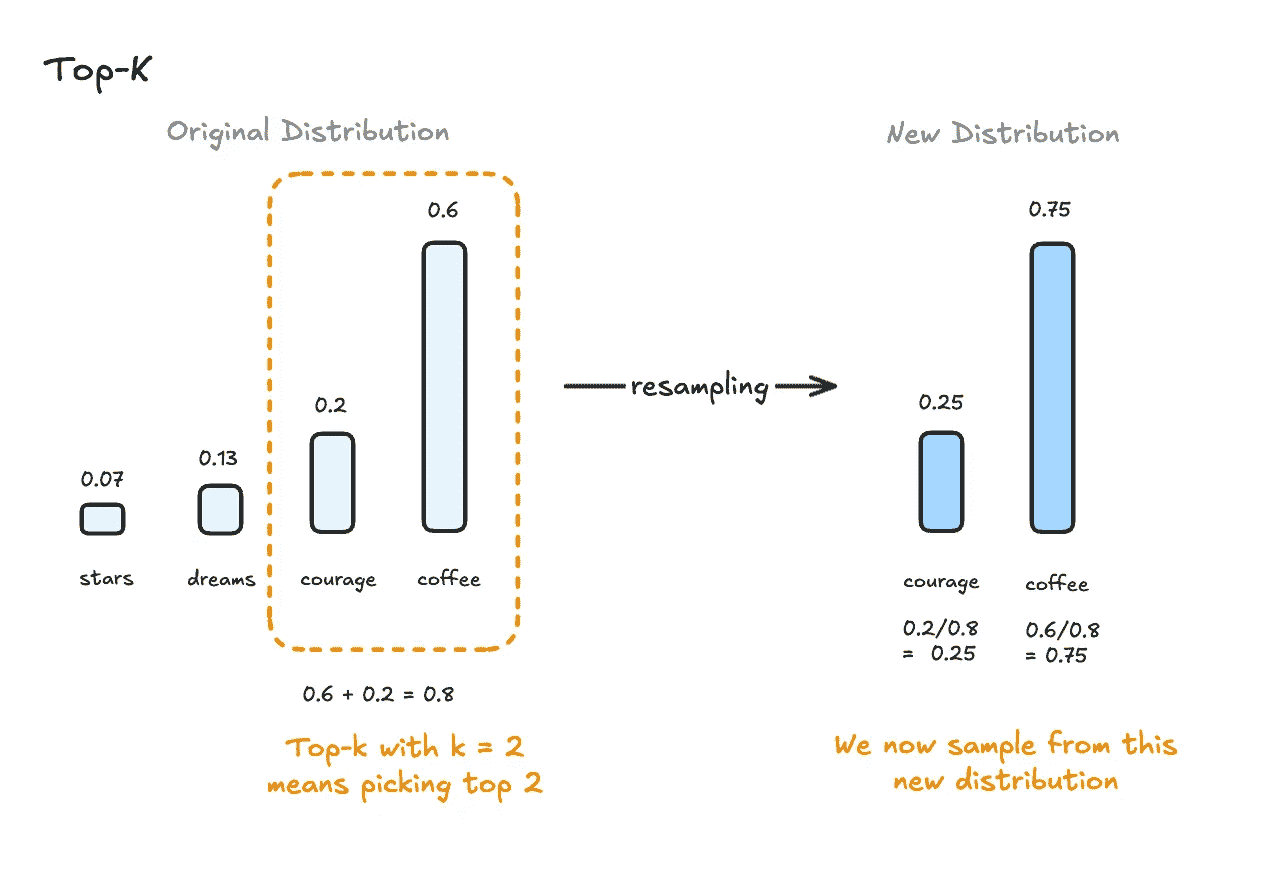 Top-K
Original Distribution
0.07
0.13
0.2
0.6
stars
dreams
courage
coffee
0.6 + 0.2 = 0.8
Top-k with k = 2
means picking top 2
resampling
New Distribution
0.25
0.75
courage
coffee
0.2/0.8
= 0.25
0.6/0.8
= 0.75
We now sample from this
new distribution